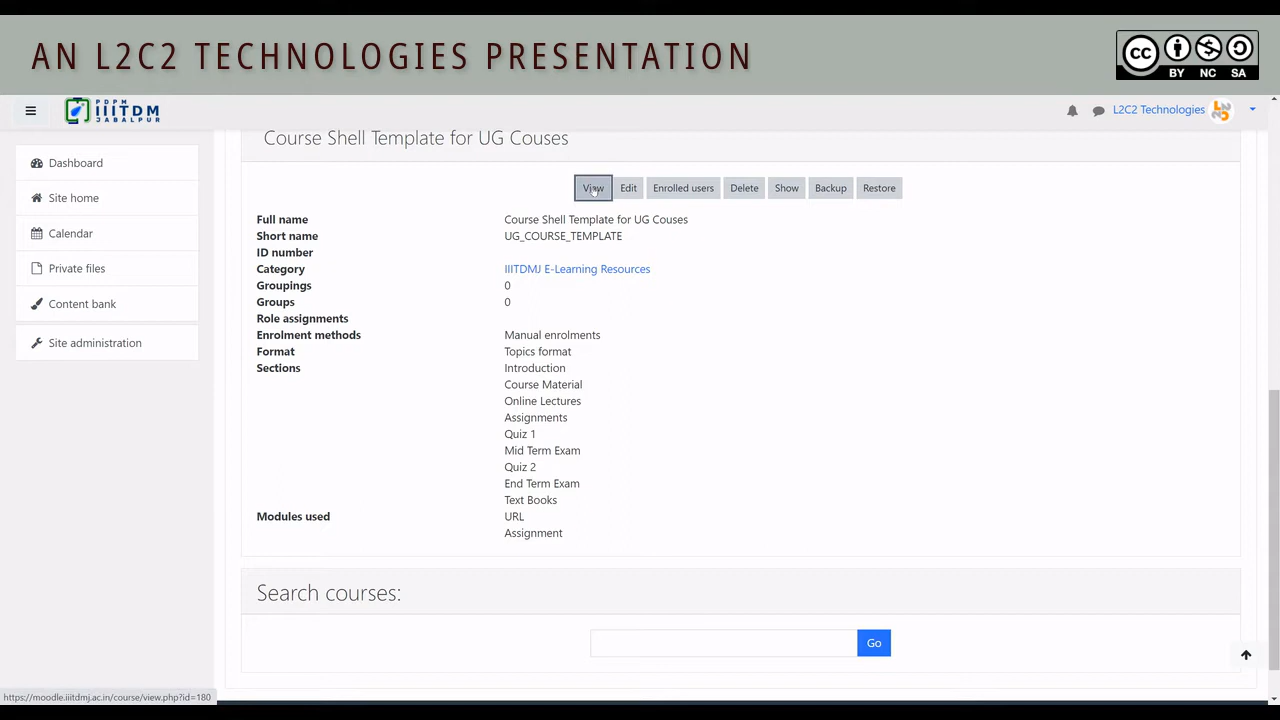 AN L2C2 TECHNOLOGIES PRESENTATION
CC BY NC SA
PDPM
IIITDM
JABALPUR
L2C2 Technologies
Dashboard
Site home
Calendar
Private files
Content bank
Site administration
Course Shell Template for UG Couses
View Edit Enrolled users Delete Show Backup Restore
Full name Course Shell Template for UG Couses
Short name UG_COURSE_TEMPLATE
ID number
Category IIITDMJ E-Learning Resources
Groupings 0
Groups 0
Role assignments
Enrolment methods Manual enrolments
Format Topics format
Sections Introduction
Course Material
Online Lectures
Assignments
Quiz 1
Mid Term Exam
Quiz 2
End Term Exam
Text Books
Modules used URL
Assignment
Search courses:
Go
https://moodle.iiitdmj.ac.in/course/view.php?id=180